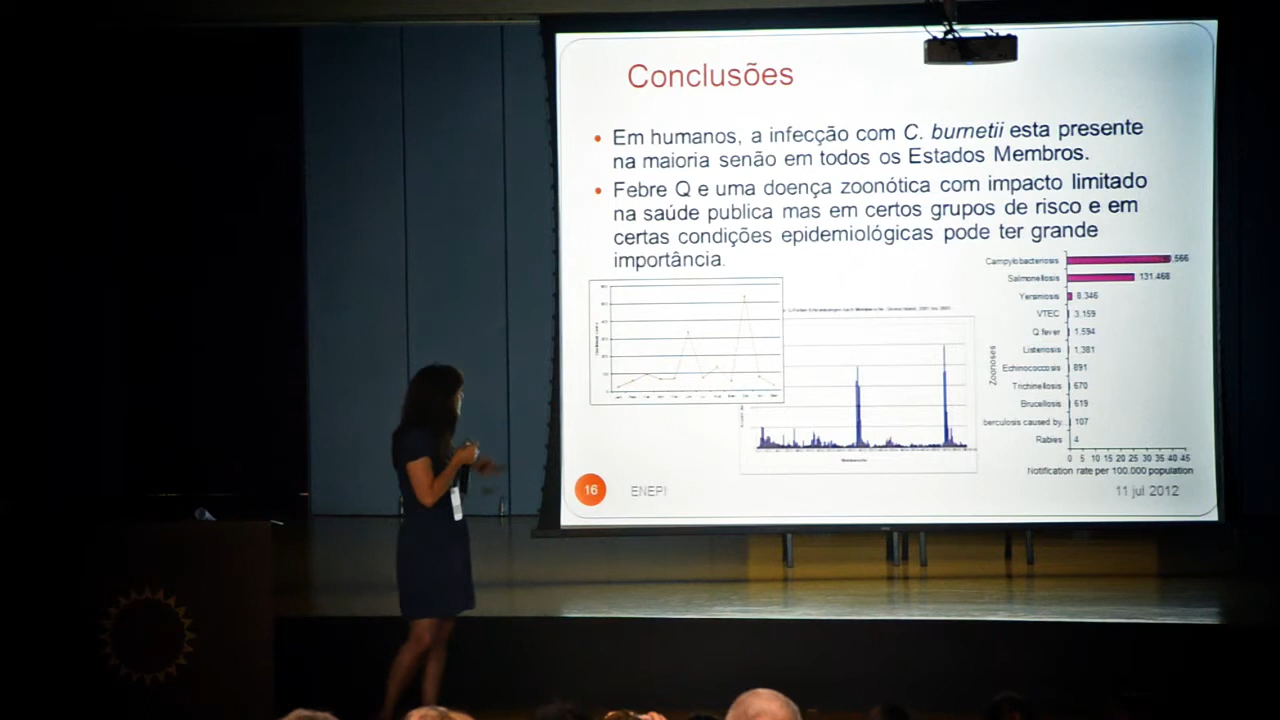 Conclusões
• Em humanos, a infecção com C. burnetii esta presente
na maioria senão em todos os Estados Membros.
• Febre Q e uma doença zoonótica com impacto limitado
na saúde publica mas em certos grupos de risco e em
certas condições epidemiológicas pode ter grande
importância.
Campylobacteriosis .566
Salmonellosis 131.468
Yersiniosis 8.346
VTEC 3.159
Q fever 1.594
Listeriosis 1.381
Echinococcosis 891
Trichinellosis 670
Brucellosis 619
berculosis caused by.. 107
Rabies 4
Zoonoses
0 5 10 15 20 25 30 35 40 45
Notification rate per 100.000 population
16
ENEPI
11 jul 2012